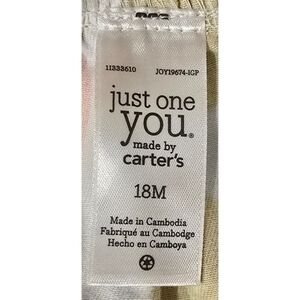 11333610 JOY19674-IGP
just one
you®
made by
carter's
18M
Made in Cambodia
Fabriqué au Cambodge
Hecho en Camboya